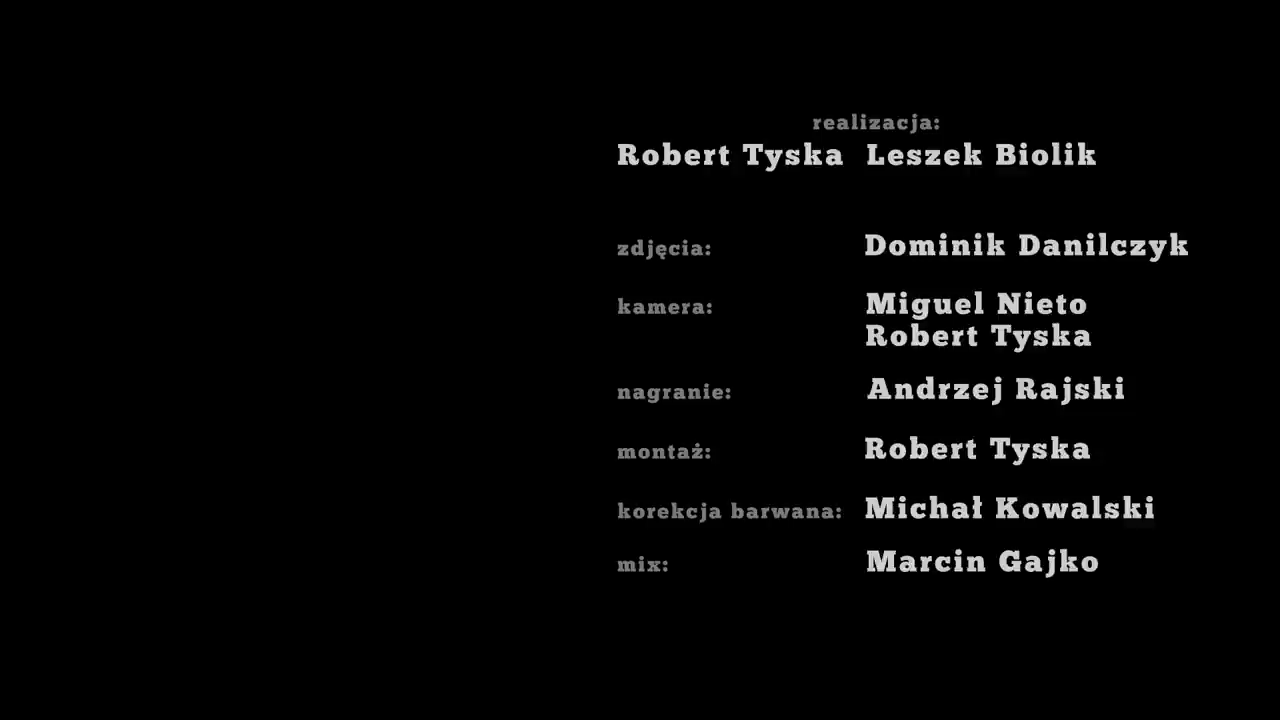 realizacja:
Robert Tyska Leszek Biolik
zdjęcia: Dominik Danilczyk
kamera: Miguel Nieto
Robert Tyska
nagranie: Andrzej Rajski
montaż: Robert Tyska
korekcja barwana: Michał Kowalski
mix: Marcin Gajko